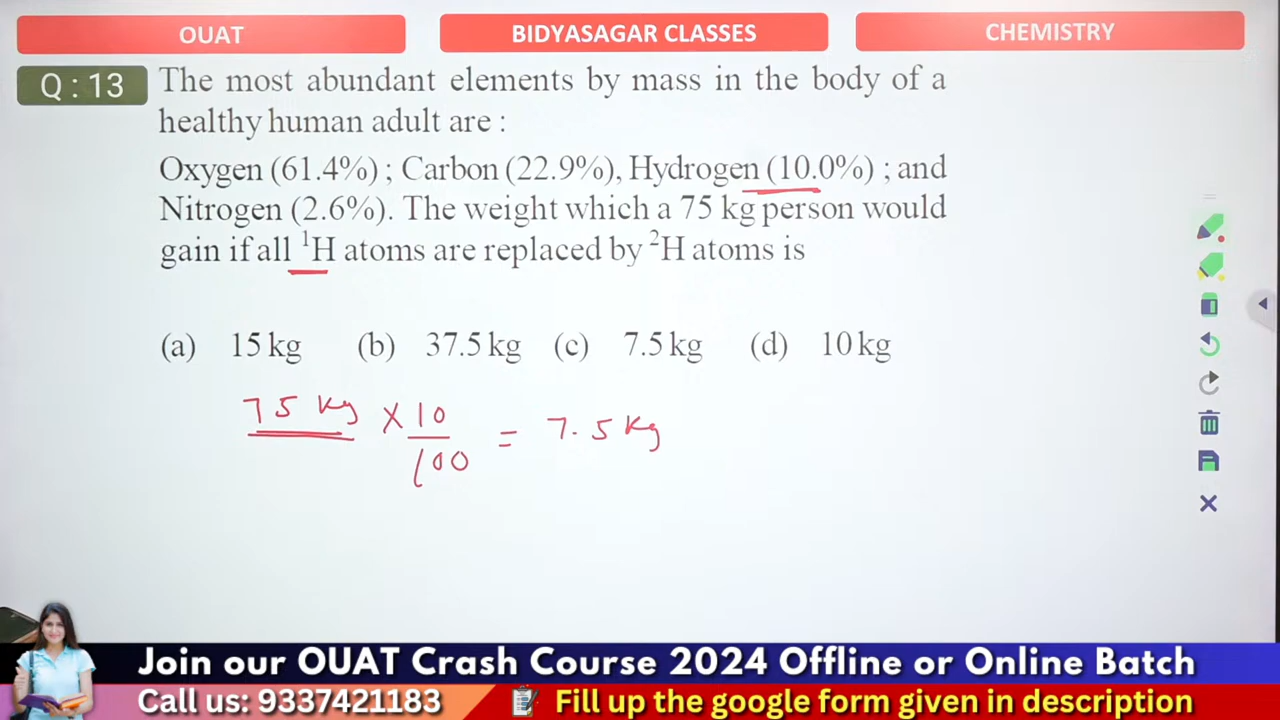 OUAT
BIDYASAGAR CLASSES
CHEMISTRY
Q : 13
The most abundant elements by mass in the body of a
healthy human adult are :
Oxygen (61.4%) ; Carbon (22.9%), Hydrogen (10.0%) ; and
Nitrogen (2.6%). The weight which a 75 kg person would
gain if all ¹H atoms are replaced by ²H atoms is
(a) 15 kg (b) 37.5 kg (c) 7.5 kg (d) 10 kg
75 kg × 10/100 = 7.5 kg
Join our OUAT Crash Course 2024 Offline or Online Batch
Call us: 9337421183
Fill up the google form given in description